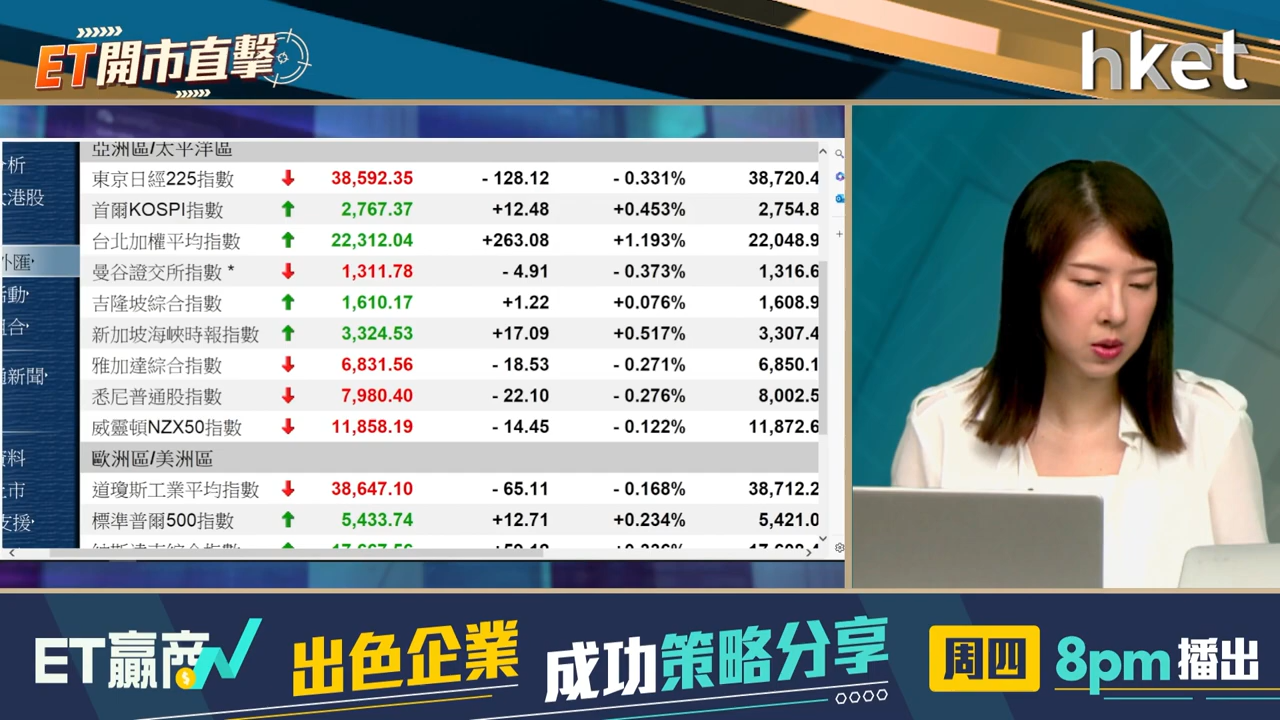 ET開市直擊
hket
分析
大港股
外匯
活動
組合
通新聞
資料
上市
支援
亞洲區/太平洋區
東京日經225指數 38,592.35 - 128.12 - 0.331% 38,720.4
首爾KOSPI指數 2,767.37 +12.48 +0.453% 2,754.8
台北加權平均指數 22,312.04 +263.08 +1.193% 22,048.9
曼谷證交所指數 * 1,311.78 - 4.91 - 0.373% 1,316.6
吉隆坡綜合指數 1,610.17 +1.22 +0.076% 1,608.9
新加坡海峽時報指數 3,324.53 +17.09 +0.517% 3,307.4
雅加達綜合指數 6,831.56 - 18.53 - 0.271% 6,850.1
悉尼普通股指數 7,980.40 - 22.10 - 0.276% 8,002.5
威靈頓NZX50指數 11,858.19 - 14.45 - 0.122% 11,872.6
歐洲區/美洲區
道瓊斯工業平均指數 38,647.10 - 65.11 - 0.168% 38,712.2
標準普爾500指數 5,433.74 +12.71 +0.234% 5,421.0
ET贏商
出色企業 成功策略分享
周四 8pm播出